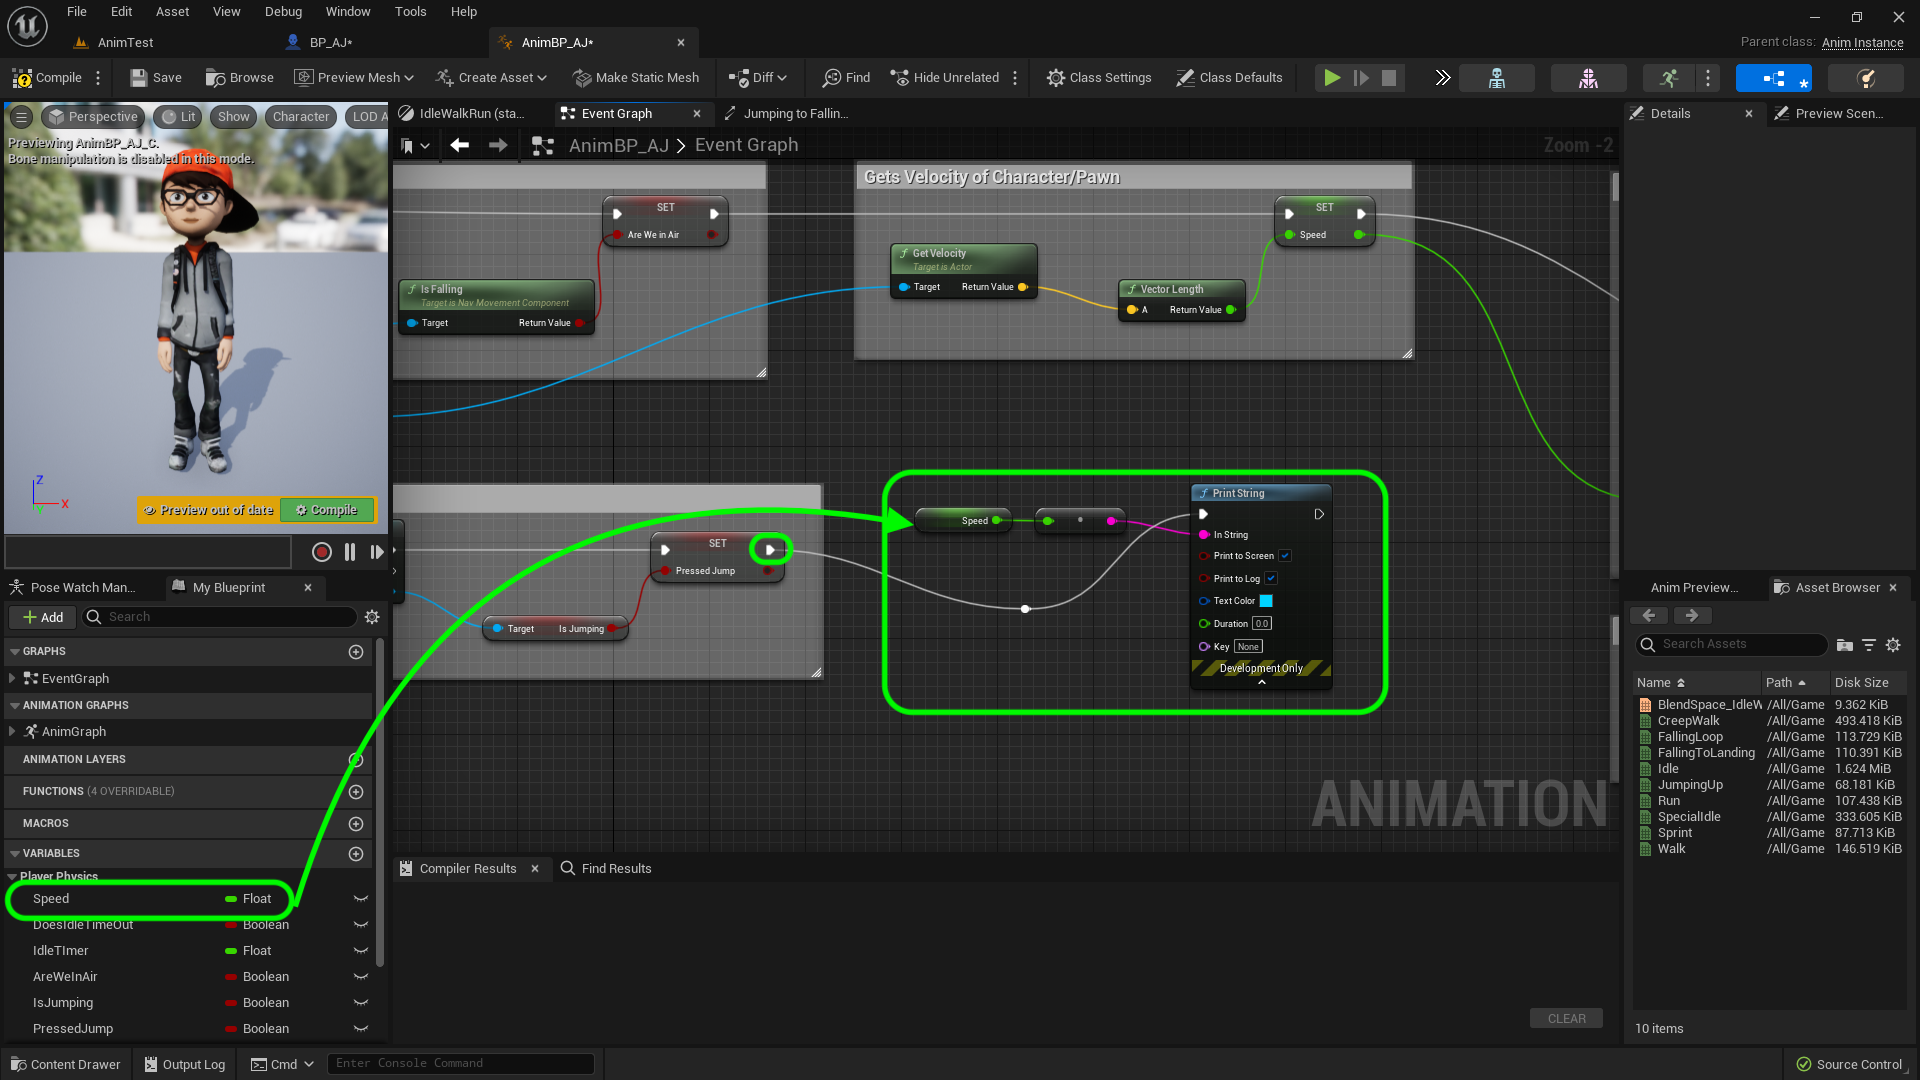 File Edit Asset View Debug Window Tools Help
AnimTest
BP_AJ*
AnimBP_AJ*
Parent class: Anim Instance
Compile
Save
Browse
Preview Mesh
Create Asset
Make Static Mesh
Diff
Find
Hide Unrelated
Class Settings
Class Defaults
Perspective
Lit
Show
Character
LOD A
Previewing AnimBP_AJ_C.
Bone manipulation is disabled in this mode.
Z
X
Y
Preview out of date
Compile
IdleWalkRun (sta...
Event Graph
Jumping to Fallin...
AnimBP_AJ > Event Graph
Zoom -2
Gets Velocity of Character/Pawn
SET
Are We in Air
Is Falling
Target is Nav Movement Component
Target
Return Value
Get Velocity
Target is Actor
Target
Return Value
Vector Length
A
Return Value
SET
Speed
SET
Pressed Jump
Target
Is Jumping
Speed
Print String
In String
Print to Screen
Print to Log
Text Color
Duration 0.0
Key None
Development Only
ANIMATION
Pose Watch Man...
My Blueprint
Add
Search
GRAPHS
EventGraph
ANIMATION GRAPHS
AnimGraph
ANIMATION LAYERS
FUNCTIONS (4 OVERRIDABLE)
MACROS
VARIABLES
Player Physics
Speed Float
DoesIdleTimeOut Boolean
IdleTImer Float
AreWeInAir Boolean
IsJumping Boolean
PressedJump Boolean
Compiler Results
Find Results
CLEAR
Details
Preview Scen...
Anim Preview...
Asset Browser
Search Assets
Name Path Disk Size
BlendSpace_IdleW /All/Game 9.362 KiB
CreepWalk /All/Game 493.418 KiB
FallingLoop /All/Game 113.729 KiB
FallingToLanding /All/Game 110.391 KiB
Idle /All/Game 1.624 MiB
JumpingUp /All/Game 68.181 KiB
Run /All/Game 107.438 KiB
SpecialIdle /All/Game 333.605 KiB
Sprint /All/Game 87.713 KiB
Walk /All/Game 146.519 KiB
10 items
Content Drawer
Output Log
Cmd
Enter Console Command
Source Control